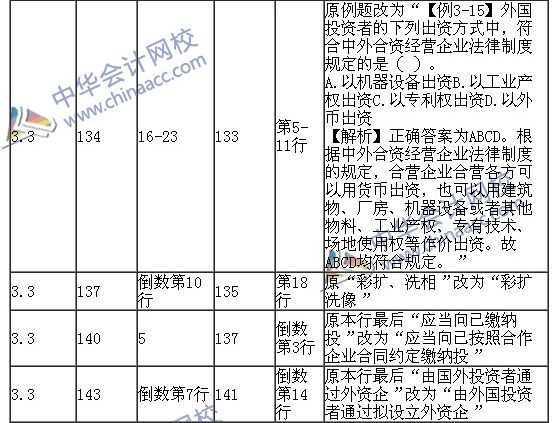 原例题改为“【例3-15】外国
投资者的下列出资方式中，符
合中外合资经营企业法律制度
规定的是（ ）。
A.以机器设备出资B.以工业产
权出资C.以专利权出资D.以外
币出资
3.3 134 16-23 133 第5-
11行
【解析】正确答案为ABCD。根
据中外合资经营企业法律制度
的规定，合营企业合营各方可
以用货币出资，也可以用建筑
物、厂房、机器设备或者其他
物料、工业产权、专有技术、
场地使用权等作价出资。故
ABCD均符合规定。”
3.3 137 倒数第10
行 135 第18
行 原“彩扩、洗相”改为“彩扩
洗像”
3.3 140 5 137 倒数
第3行 原本行最后“应当向已缴纳
投”改为“应当向已按照合作
企业合同约定缴纳投”
3.3 143 倒数第7行 141 倒数
第14
行 原本行最后“由国外投资者通
过外资企”改为“由外国投资
者通过拟设立外资企”
中华会计网校
www.chinaacc.com
中华会计网校
www.chinaacc.com
中华会计网校